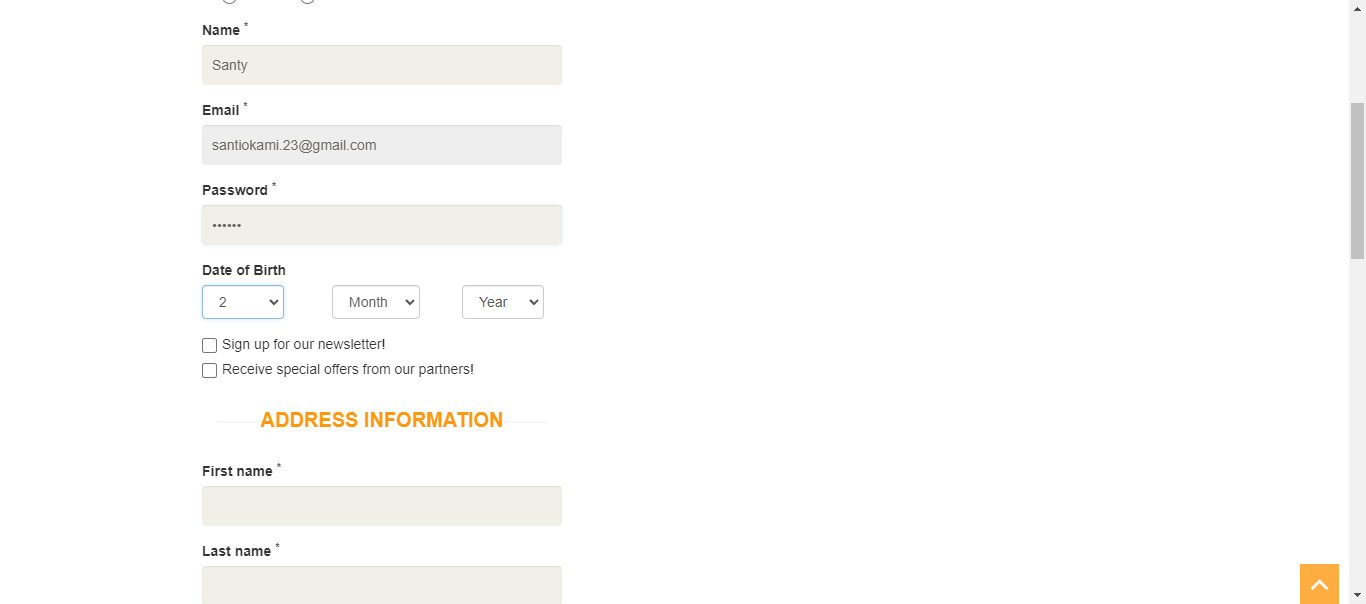 Name *
Santy
Email *
santiokami.23@gmail.com
Password *
••••••
Date of Birth
2 Month Year
Sign up for our newsletter!
Receive special offers from our partners!
ADDRESS INFORMATION
First name *
Last name *